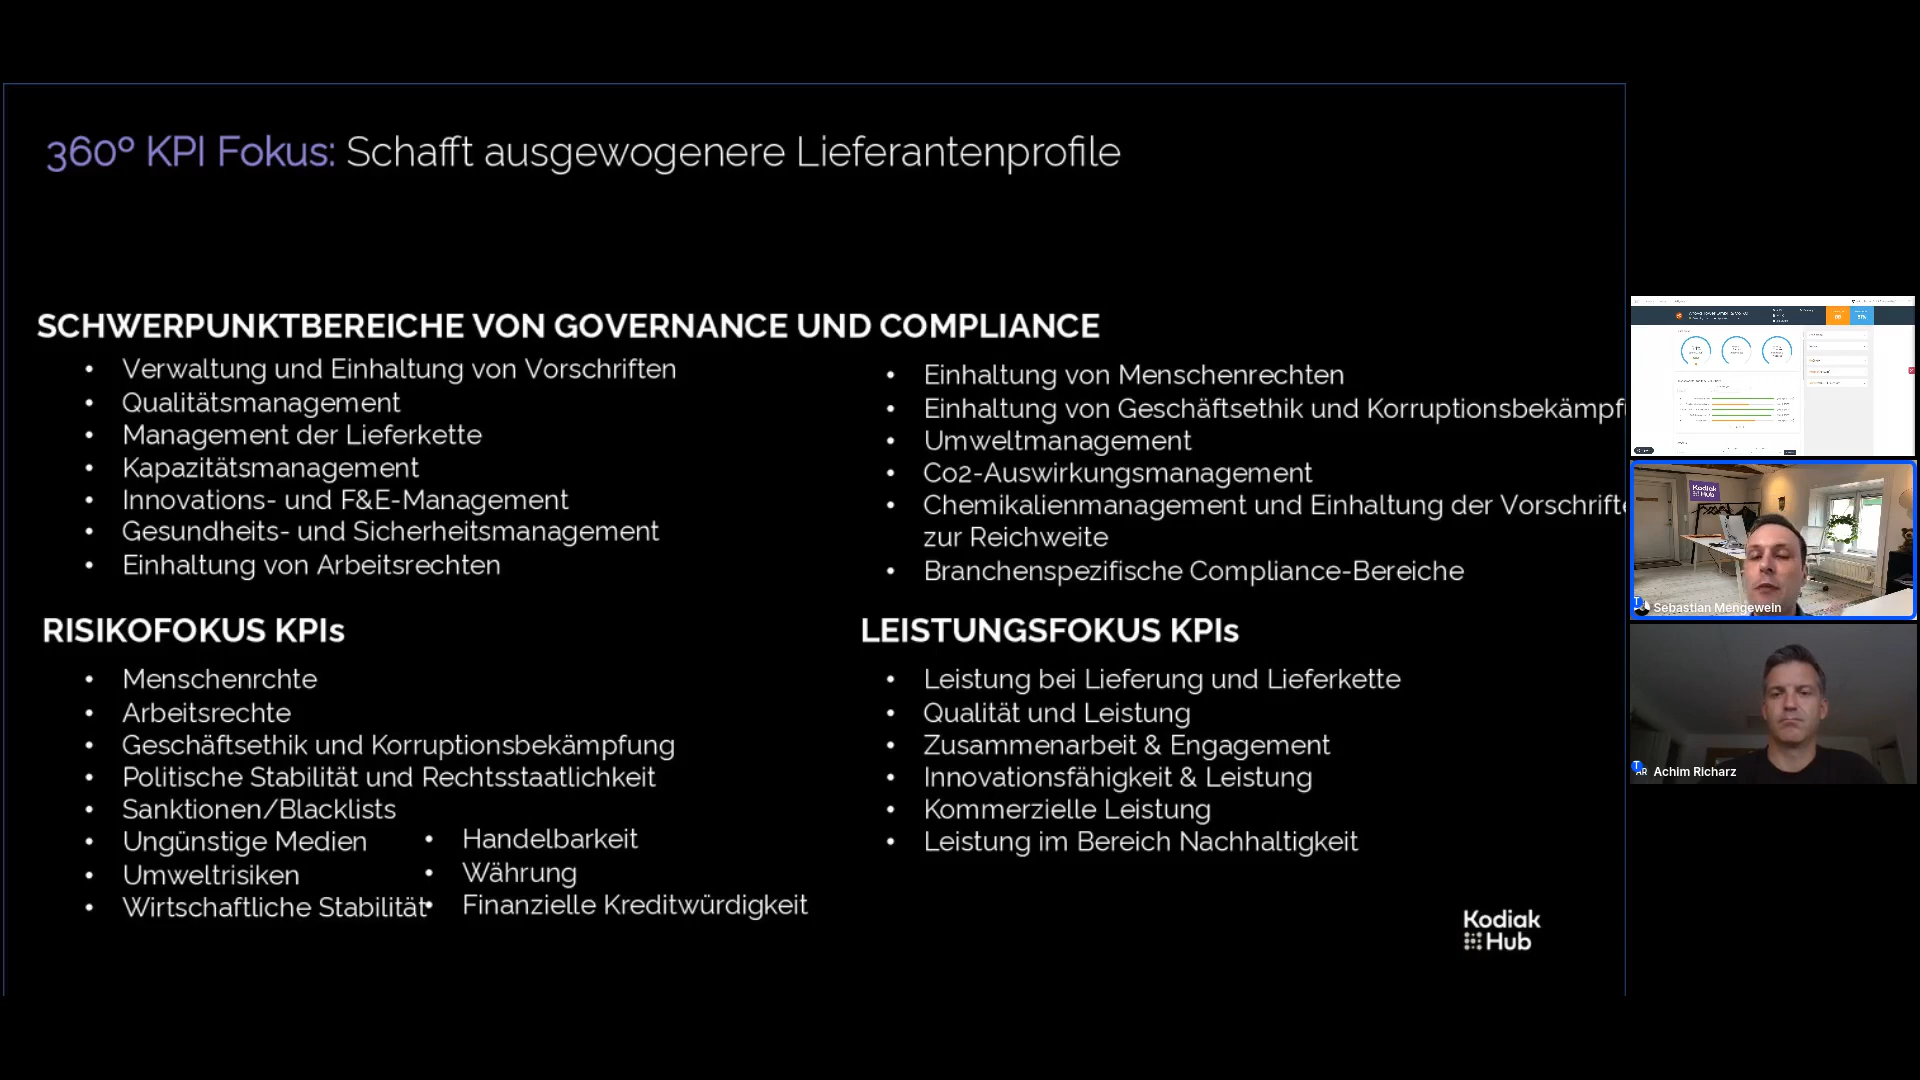 360º KPI Fokus: Schafft ausgewogenere Lieferantenprofile
SCHWERPUNKTBEREICHE VON GOVERNANCE UND COMPLIANCE
• Verwaltung und Einhaltung von Vorschriften
• Qualitätsmanagement
• Management der Lieferkette
• Kapazitätsmanagement
• Innovations- und F&E-Management
• Gesundheits- und Sicherheitsmanagement
• Einhaltung von Arbeitsrechten
• Einhaltung von Menschenrechten
• Einhaltung von Geschäftsethik und Korruptionsbekämpf
• Umweltmanagement
• Co2-Auswirkungsmanagement
• Chemikalienmanagement und Einhaltung der Vorschrifte
zur Reichweite
• Branchenspezifische Compliance-Bereiche
RISIKOFOKUS KPIs
• Menschenrchte
• Arbeitsrechte
• Geschäftsethik und Korruptionsbekämpfung
• Politische Stabilität und Rechtsstaatlichkeit
• Sanktionen/Blacklists
• Ungünstige Medien
• Umweltrisiken
• Wirtschaftliche Stabilität
• Handelbarkeit
• Währung
• Finanzielle Kreditwürdigkeit
LEISTUNGSFOKUS KPIs
• Leistung bei Lieferung und Lieferkette
• Qualität und Leistung
• Zusammenarbeit & Engagement
• Innovationsfähigkeit & Leistung
• Kommerzielle Leistung
• Leistung im Bereich Nachhaltigkeit
Kodiak
Hub
Kodiak
Hub
Sebastian Mengewein
AR Achim Richarz